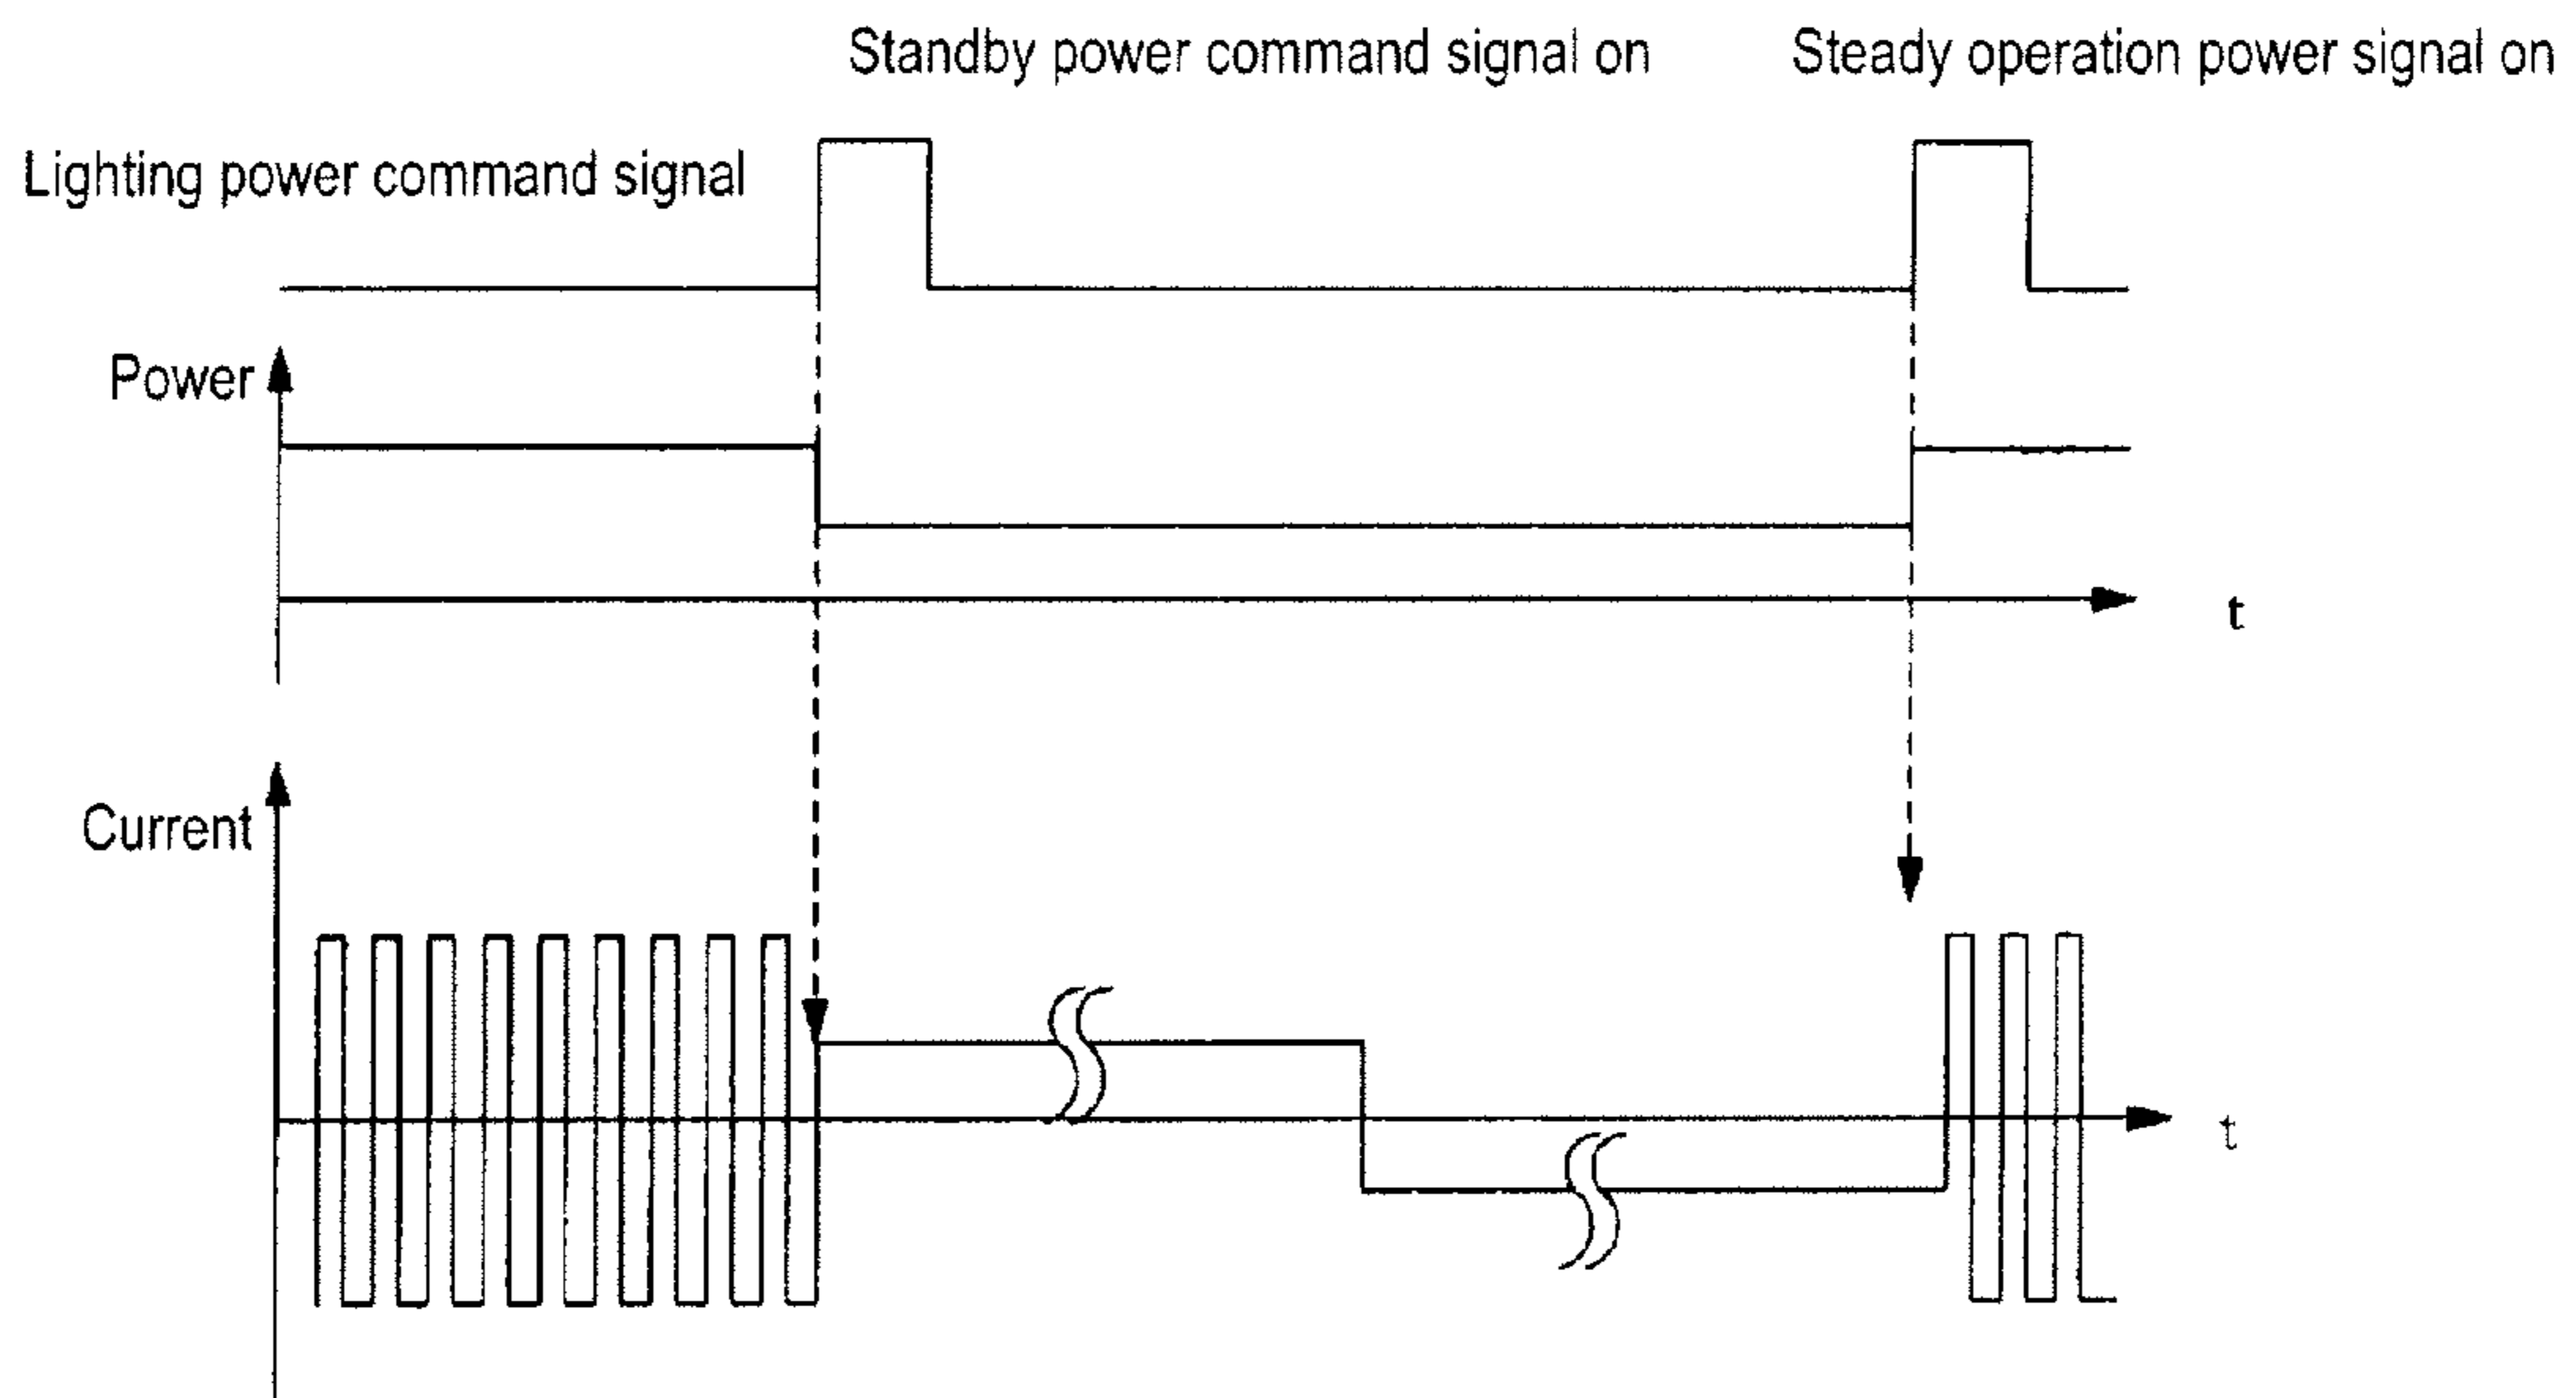 Standby power command signal on
Steady operation power signal on
Lighting power command signal
Power
t
Current
t